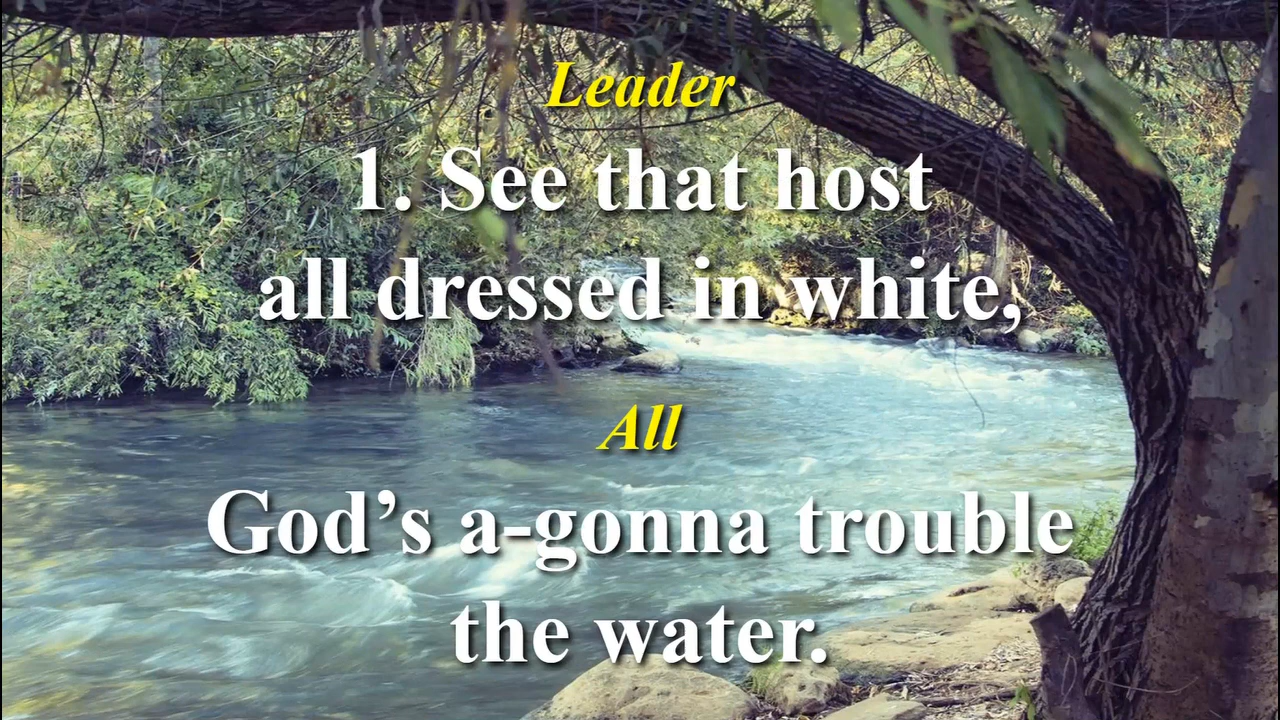 Leader
1. See that host
all dressed in white,
All
God’s a-gonna trouble
the water.